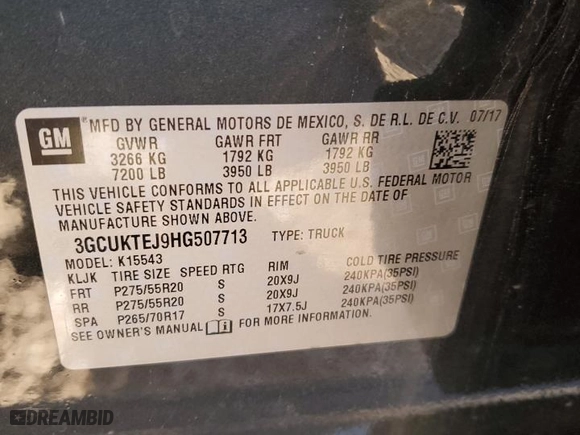 GM
MFD BY GENERAL MOTORS DE MEXICO, S. DE R.L. DE C.V. 07/17
GVWR GAWR FRT GAWR RR
3266 KG 1792 KG 1792 KG
7200 LB 3950 LB 3950 LB
THIS VEHICLE CONFORMS TO ALL APPLICABLE U.S. FEDERAL MOTOR
VEHICLE SAFETY STANDARDS IN EFFECT ON THE DATE OF
MANUFACTURE SHOWN ABOVE.
3GCUKTEJ9HG507713 TYPE: TRUCK
MODEL: K15543
KLJK TIRE SIZE SPEED RTG RIM COLD TIRE PRESSURE
FRT P275/55R20 S 20X9J 240KPA(35PSI)
RR P275/55R20 S 20X9J 240KPA(35PSI)
SPA P265/70R17 S 17X7.5J 240KPA(35PSI)
SEE OWNER'S MANUAL FOR MORE INFORMATION.
DREAMBID